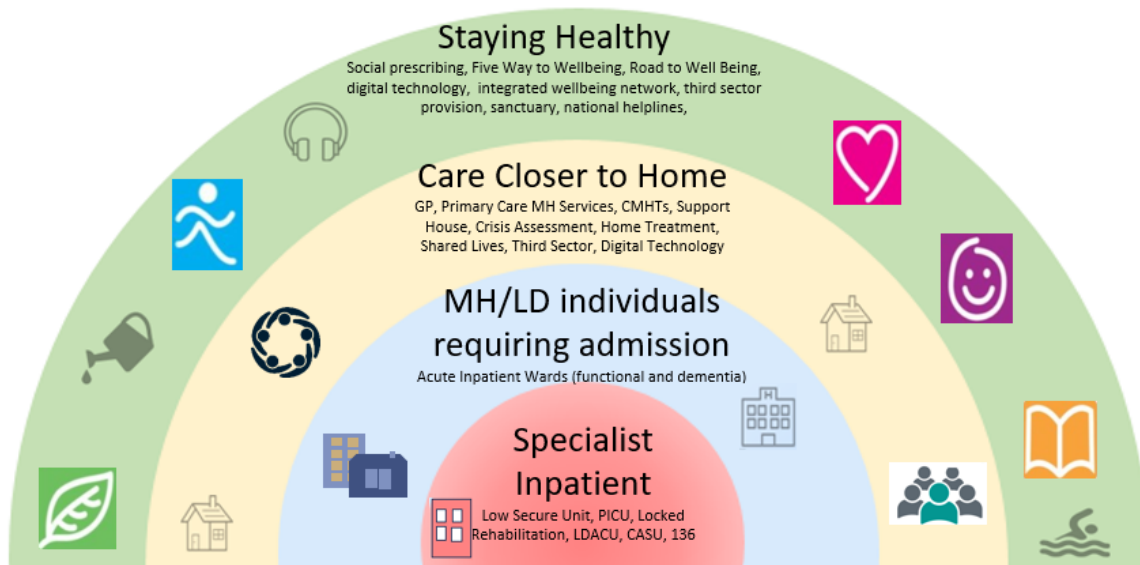 Staying Healthy
Social prescribing, Five Way to Wellbeing, Road to Well Being,
digital technology, integrated wellbeing network, third sector
provision, sanctuary, national helplines,
Care Closer to Home
GP, Primary Care MH Services, CMHTs, Support
House, Crisis Assessment, Home Treatment,
Shared Lives, Third Sector, Digital Technology
MH/LD individuals
requiring admission
Acute Inpatient Wards (functional and dementia)
Specialist
Inpatient
Low Secure Unit, PICU, Locked
Rehabilitation, LDACU, CASU, 136